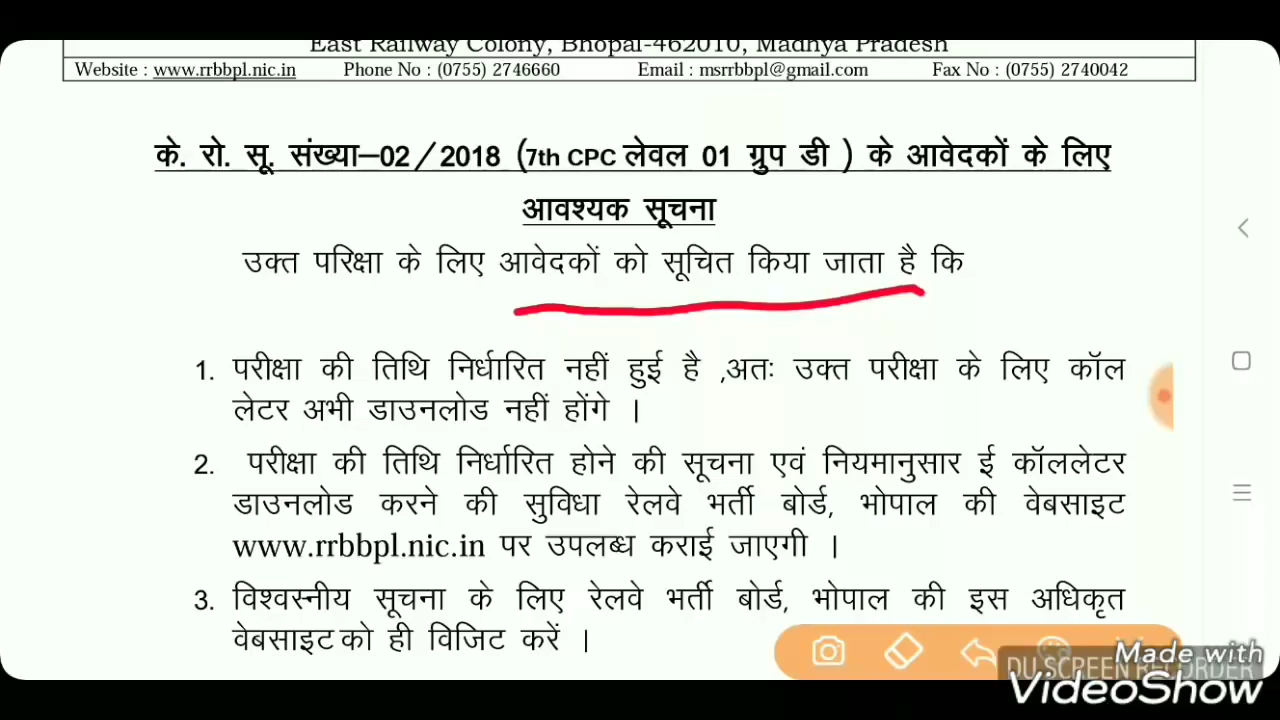 East Railway Colony, Bhopal-462010, Madhya Pradesh
Website : www.rrbbpl.nic.in Phone No : (0755) 2746660 Email : msrrbbpl@gmail.com Fax No : (0755) 2740042
के. रो. सू. संख्या–02/2018 (7th CPC लेवल 01 ग्रुप डी ) के आवेदकों के लिए
आवश्यक सूचना
उक्त परिक्षा के लिए आवेदकों को सूचित किया जाता है कि
1. परीक्षा की तिथि निर्धारित नहीं हुई है ,अतः उक्त परीक्षा के लिए कॉल
लेटर अभी डाउनलोड नहीं होंगे ।
2. परीक्षा की तिथि निर्धारित होने की सूचना एवं नियमानुसार ई कॉललेटर
डाउनलोड करने की सुविधा रेलवे भर्ती बोर्ड, भोपाल की वेबसाइट
www.rrbbpl.nic.in पर उपलब्ध कराई जाएगी ।
3. विश्वस्नीय सूचना के लिए रेलवे भर्ती बोर्ड, भोपाल की इस अधिकृत
वेबसाइट को ही विजिट करें ।
Made with
DU SCREEN RECORDER
VideoShow